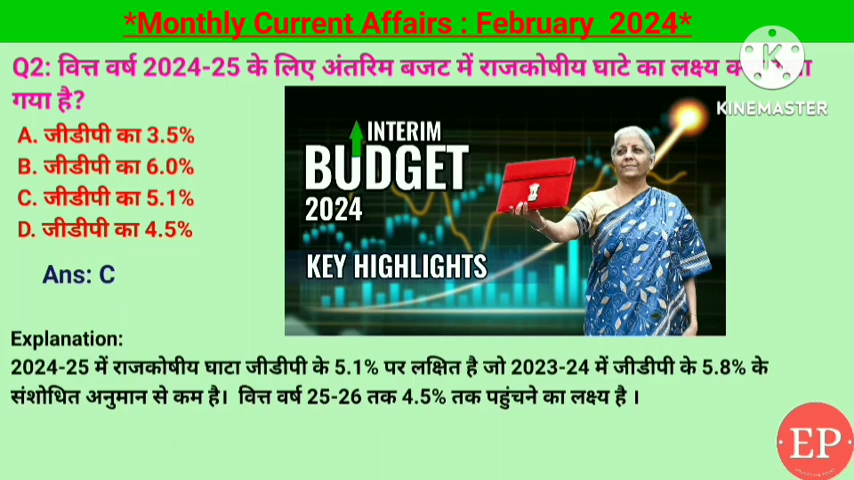 *Monthly Current Affairs : February 2024*
Q2: वित्त वर्ष 2024-25 के लिए अंतरिम बजट में राजकोषीय घाटे का लक्ष्य
गया है?
A. जीडीपी का 3.5%
B. जीडीपी का 6.0%
C. जीडीपी का 5.1%
D. जीडीपी का 4.5%
Ans: C
INTERIM
BUDGET
2024
KEY HIGHLIGHTS
K
KINEMASTER
Explanation:
2024-25 में राजकोषीय घाटा जीडीपी के 5.1% पर लक्षित है जो 2023-24 में जीडीपी के 5.8% के
संशोधित अनुमान से कम है। वित्त वर्ष 25-26 तक 4.5% तक पहुंचने का लक्ष्य है ।
EP